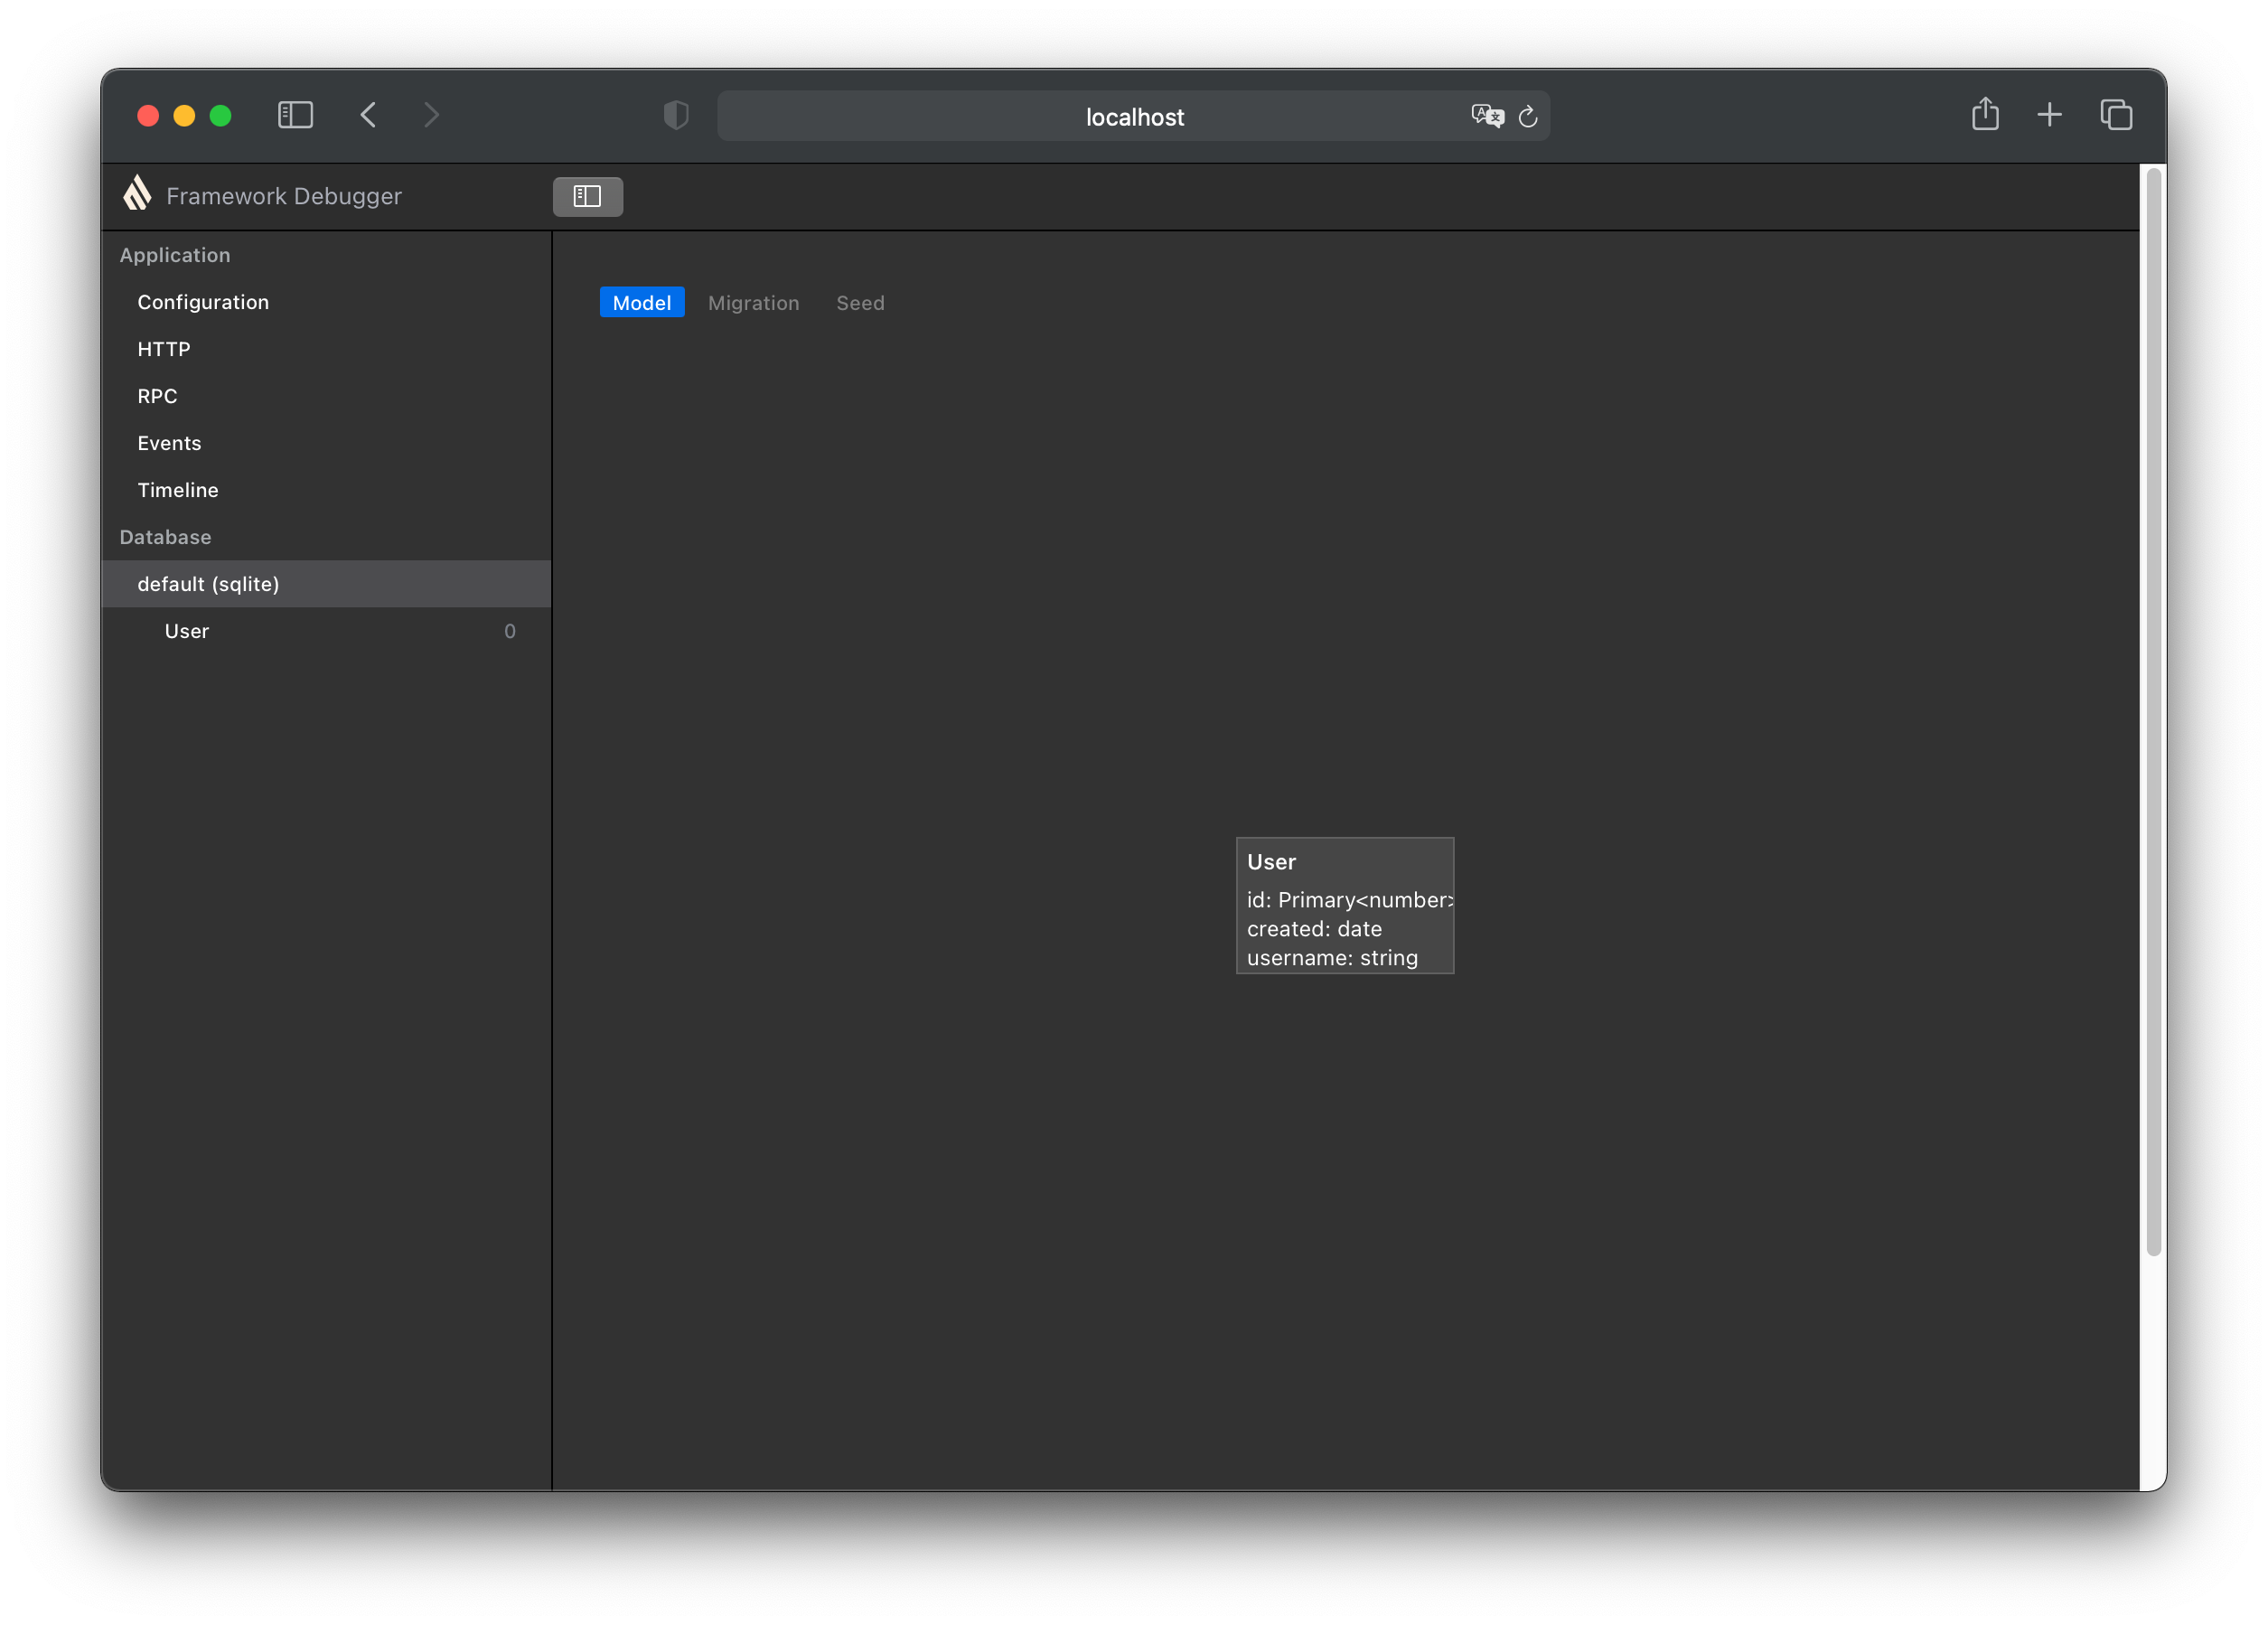 localhost
Framework Debugger
Application
Configuration
HTTP
RPC
Events
Timeline
Database
default (sqlite)
User 0
Model Migration Seed
User
id: Primary<number>
created: date
username: string